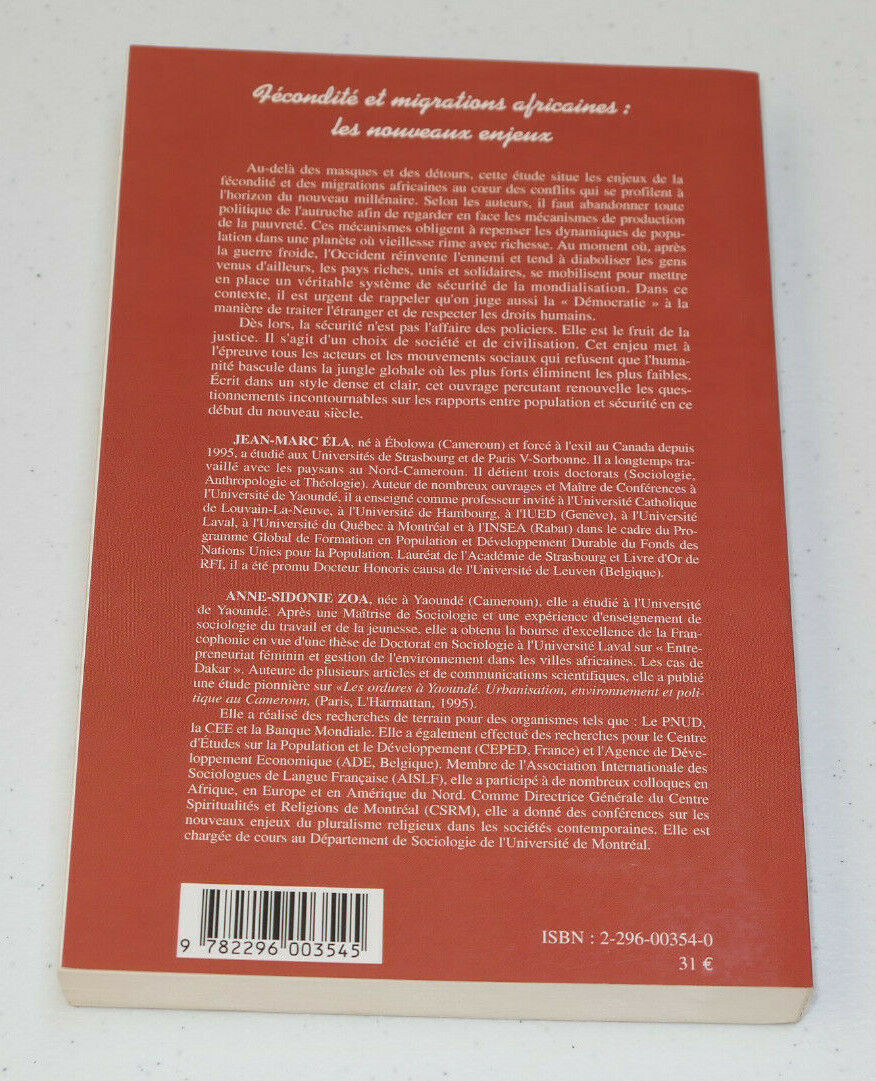 Fécondité et migrations africaines :
les nouveaux enjeux
Au-delà des masques et des détours, cette étude situe les enjeux de la
fécondité et des migrations africaines au cœur des conflits qui se profilent à
l'horizon du nouveau millénaire. Selon les auteurs, il faut abandonner toute
politique de l'autruche afin de regarder en face les mécanismes de production
de la pauvreté. Ces mécanismes obligent à repenser les dynamiques de popu-
lation dans une planète où vieillesse rime avec richesse. Au moment où, après
la guerre froide, l'Occident réinvente l'ennemi et tend à diaboliser les gens
venus d'ailleurs, les pays riches, unis et solidaires, se mobilisent pour mettre
en place un véritable système de sécurité de la mondialisation. Dans ce
contexte, il est urgent de rappeler qu'on juge aussi la « Démocratie » à la
manière de traiter l'étranger et de respecter les droits humains.
Dès lors, la sécurité n'est pas l'affaire des policiers. Elle est le fruit de la
justice. Il s'agit d'un choix de société et de civilisation. Cet enjeu met à
l'épreuve tous les acteurs et les mouvements sociaux qui refusent que l'huma-
nité bascule dans la jungle globale où les plus forts éliminent les plus faibles.
Écrit dans un style dense et clair, cet ouvrage percutant renouvelle les ques-
tionnements incontournables sur les rapports entre population et sécurité en ce
début du nouveau siècle.
JEAN-MARC ÉLA, né à Ébolowa (Cameroun) et forcé à l'exil au Canada depuis
1995, a étudié aux Universités de Strasbourg et de Paris V-Sorbonne. Il a longtemps tra-
vaillé avec les paysans au Nord-Cameroun. Il détient trois doctorats (Sociologie,
Anthropologie et Théologie). Auteur de nombreux ouvrages et Maître de Conférences à
l'Université de Yaoundé, il a enseigné comme professeur invité à l'Université Catholique
de Louvain-La-Neuve, à l'Université de Hambourg, à l'IUED (Genève), à l'Université
Laval, à l'Université du Québec à Montréal et à l'INSEA (Rabat) dans le cadre du Pro-
gramme Global de Formation en Population et Développement Durable du Fonds des
Nations Unies pour la Population. Lauréat de l'Académie de Strasbourg et Livre d'Or de
RFI, il a été promu Docteur Honoris causa de l'Université de Leuven (Belgique).
ANNE-SIDONIE ZOA, née à Yaoundé (Cameroun), elle a étudié à l'Université
de Yaoundé. Après une Maîtrise de Sociologie et une expérience d'enseignement de
sociologie du travail et de la jeunesse, elle a obtenu la bourse d'excellence de la Fran-
cophonie en vue d'une thèse de Doctorat en Sociologie à l'Université Laval sur « Entre-
preneuriat féminin et gestion de l'environnement dans les villes africaines. Les cas de
Dakar ». Auteure de plusieurs articles et de communications scientifiques, elle a publié
une étude pionnière sur «Les ordures à Yaoundé. Urbanisation, environnement et poli-
tique au Cameroun, (Paris, L'Harmattan, 1995).
Elle a réalisé des recherches de terrain pour des organismes tels que : Le PNUD,
la CEE et la Banque Mondiale. Elle a également effectué des recherches pour le Centre
d'Études sur la Population et le Développement (CEPED, France) et l'Agence de Déve-
loppement Economique (ADE, Belgique). Membre de l'Association Internationale des
Sociologues de Langue Française (AISLF), elle a participé à de nombreux colloques en
Afrique, en Europe et en Amérique du Nord. Comme Directrice Générale du Centre
Spiritualités et Religions de Montréal (CSRM), elle a donné des conférences sur les
nouveaux enjeux du pluralisme religieux dans les sociétés contemporaines. Elle est
chargée de cours au Département de Sociologie de l'Université de Montréal.
9 782296 003545
ISBN : 2-296-00354-0
31 €